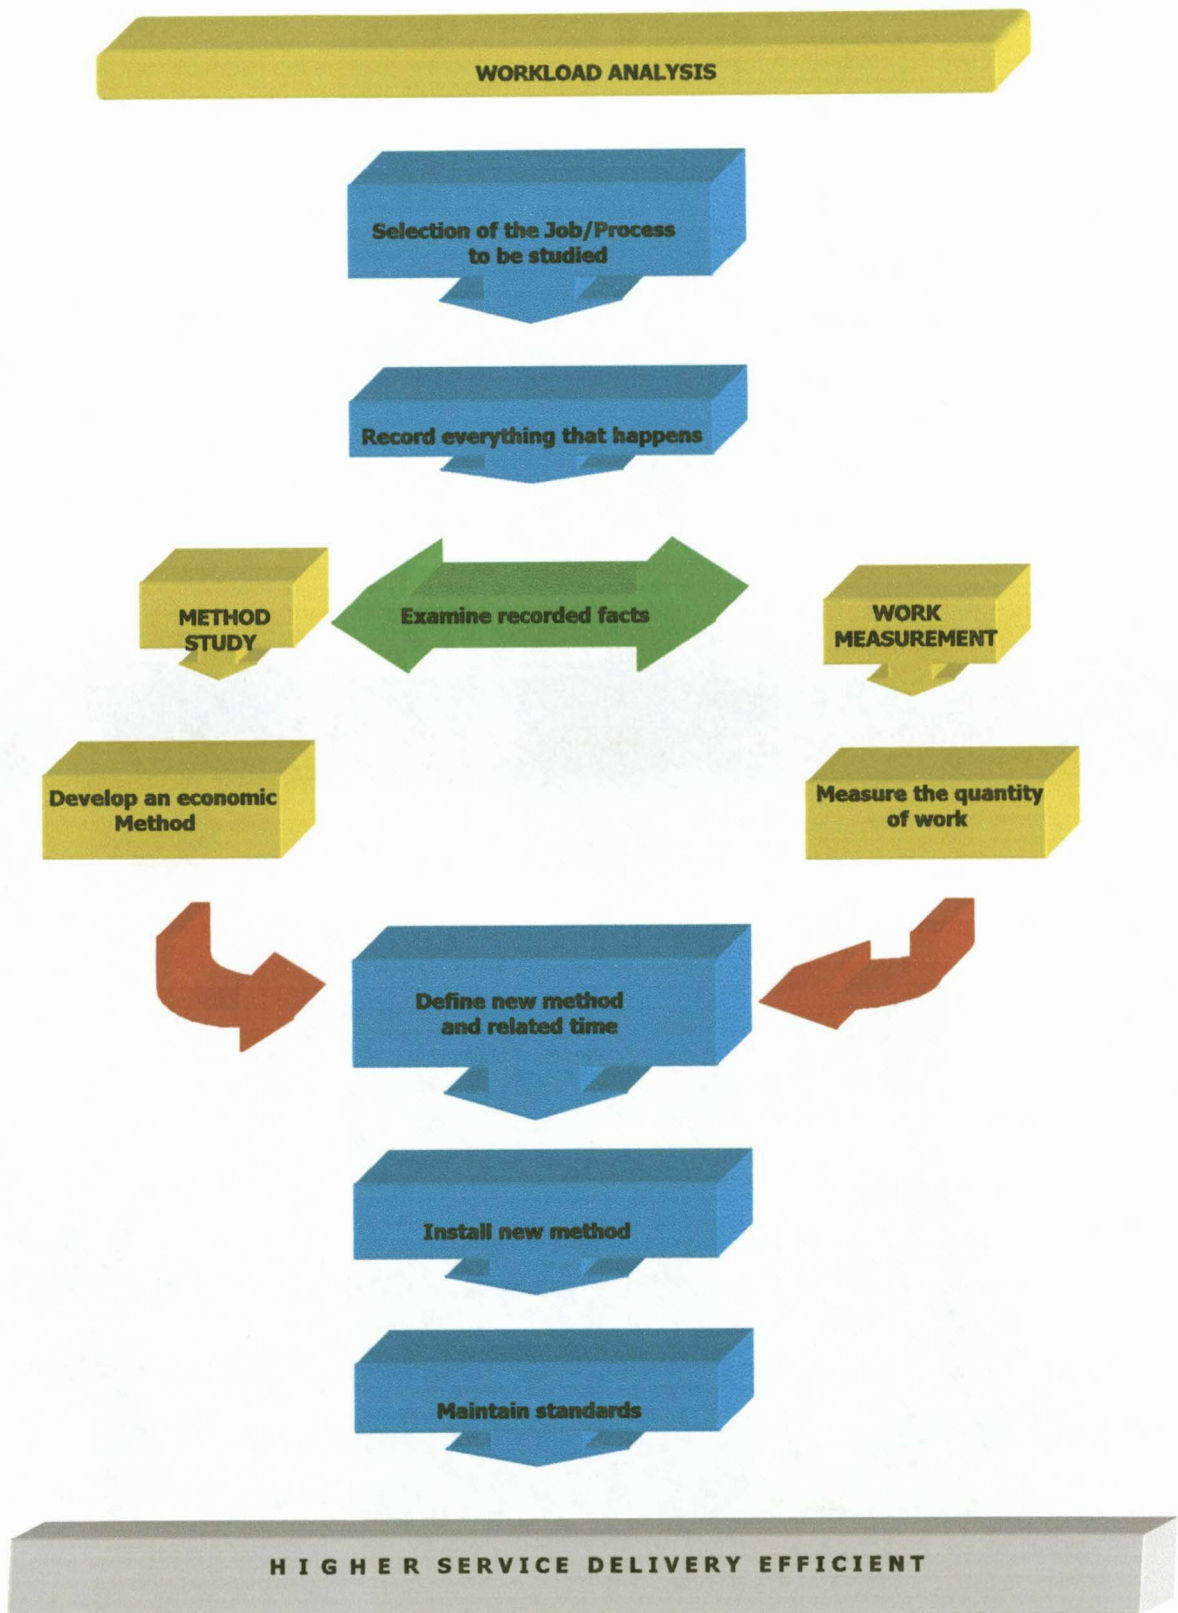 WORKLOAD ANALYSIS
Selection of the Job/Process
to be studied
Record everything that happens
METHOD
STUDY
Examine recorded facts
WORK
MEASUREMENT
Develop an economic
Method
Measure the quantity
of work
Define new method
and related time
Install new method
Maintain standards
HIGHER SERVICE DELIVERY EFFICIENT